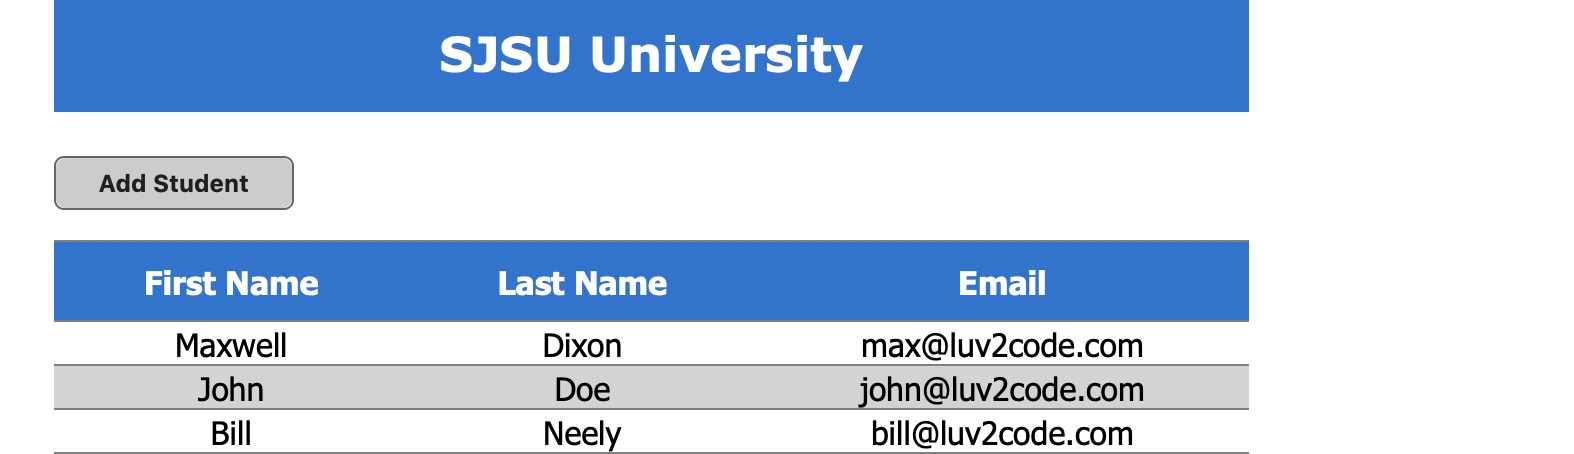 SJSU University
Add Student
First Name Last Name Email
Maxwell Dixon max@luv2code.com
John Doe john@luv2code.com
Bill Neely bill@luv2code.com